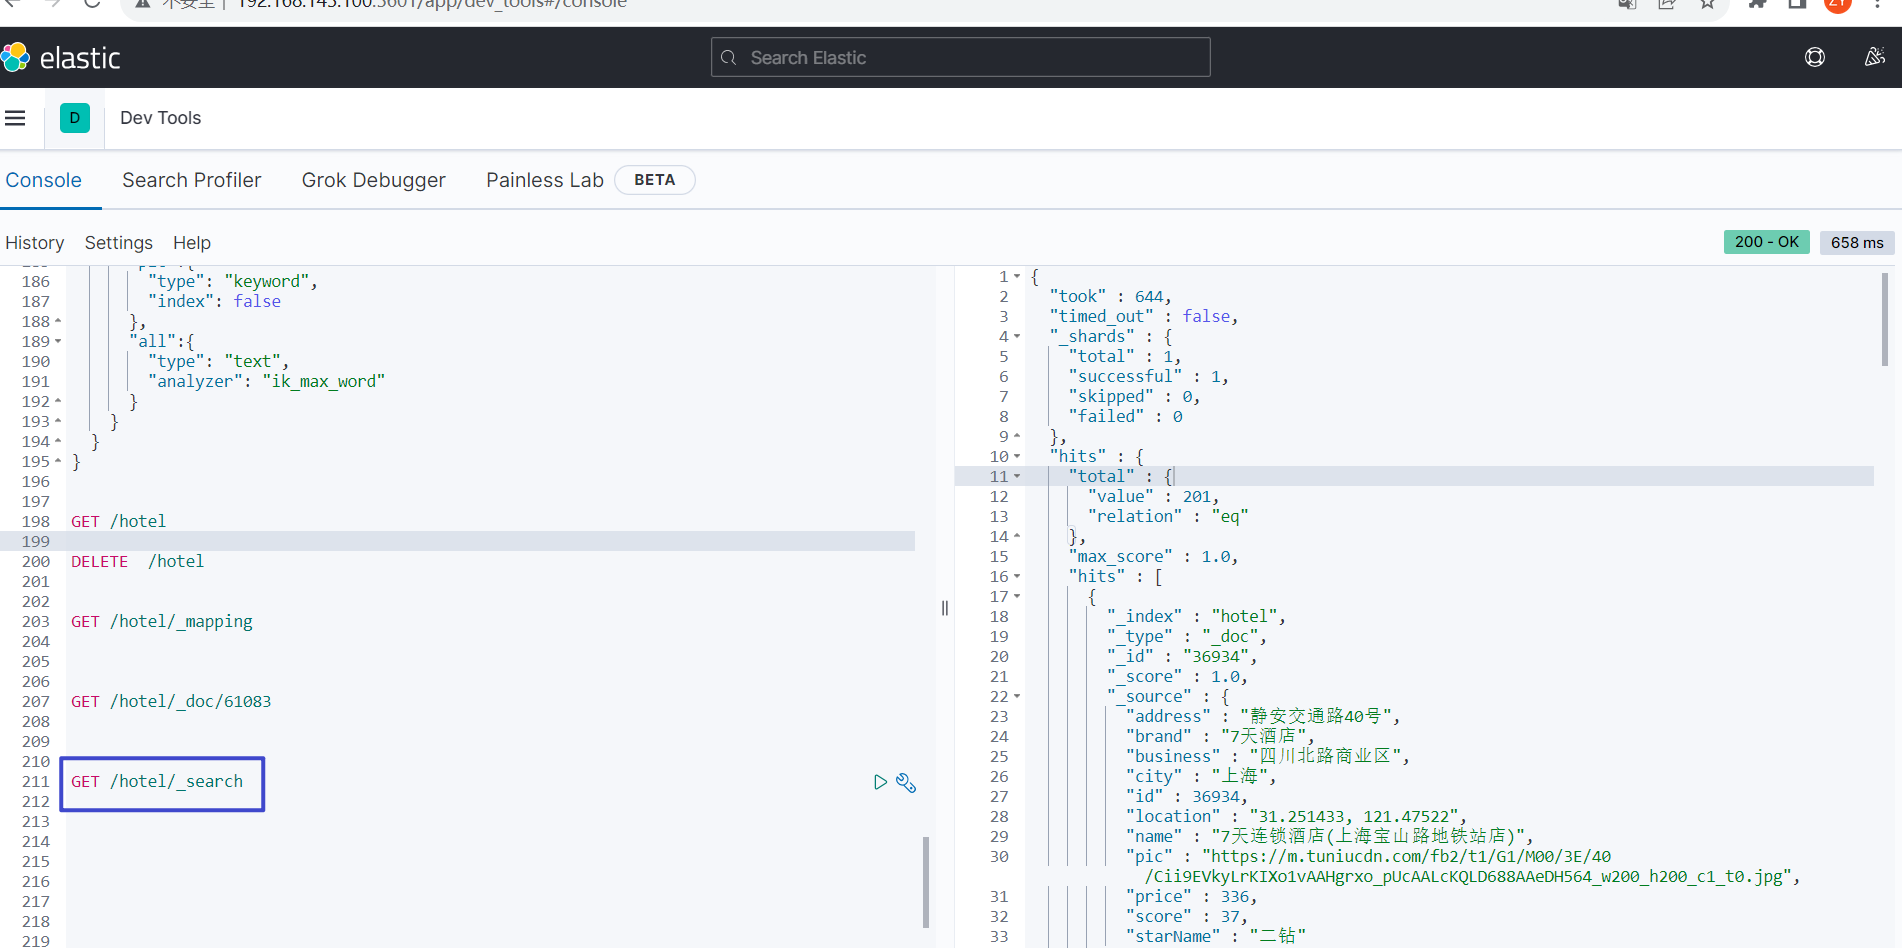 192.168.145.100:5601/app/dev_tools#/console
ZY
elastic
Search Elastic
D
Dev Tools
Console
Search Profiler
Grok Debugger
Painless Lab
BETA
History
Settings
Help
200 - OK
658 ms
186 "type": "keyword",
187 "index": false
188 },
189 "all":{
190 "type": "text",
191 "analyzer": "ik_max_word"
192 }
193 }
194 }
195 }
196
197
198 GET /hotel
199
200 DELETE  /hotel
201
202
203 GET /hotel/_mapping
204
205
206
207 GET /hotel/_doc/61083
208
209
210
211 GET /hotel/_search
212
213
214
215
216
217
218
219
1 {
2 "took" : 644,
3 "timed_out" : false,
4 "_shards" : {
5 "total" : 1,
6 "successful" : 1,
7 "skipped" : 0,
8 "failed" : 0
9 },
10 "hits" : {
11 "total" : {
12 "value" : 201,
13 "relation" : "eq"
14 },
15 "max_score" : 1.0,
16 "hits" : [
17 {
18 "_index" : "hotel",
19 "_type" : "_doc",
20 "_id" : "36934",
21 "_score" : 1.0,
22 "_source" : {
23 "address" : "静安交通路40号",
24 "brand" : "7天酒店",
25 "business" : "四川北路商业区",
26 "city" : "上海",
27 "id" : 36934,
28 "location" : "31.251433, 121.47522",
29 "name" : "7天连锁酒店(上海宝山路地铁站店)",
30 "pic" : "https://m.tuniucdn.com/fb2/t1/G1/M00/3E/40
/Cii9EVkyLrKIXo1vAAHgrxo_pUcAALcKQLD688AAeDH564_w200_h200_c1_t0.jpg",
31 "price" : 336,
32 "score" : 37,
33 "starName" : "二钻"